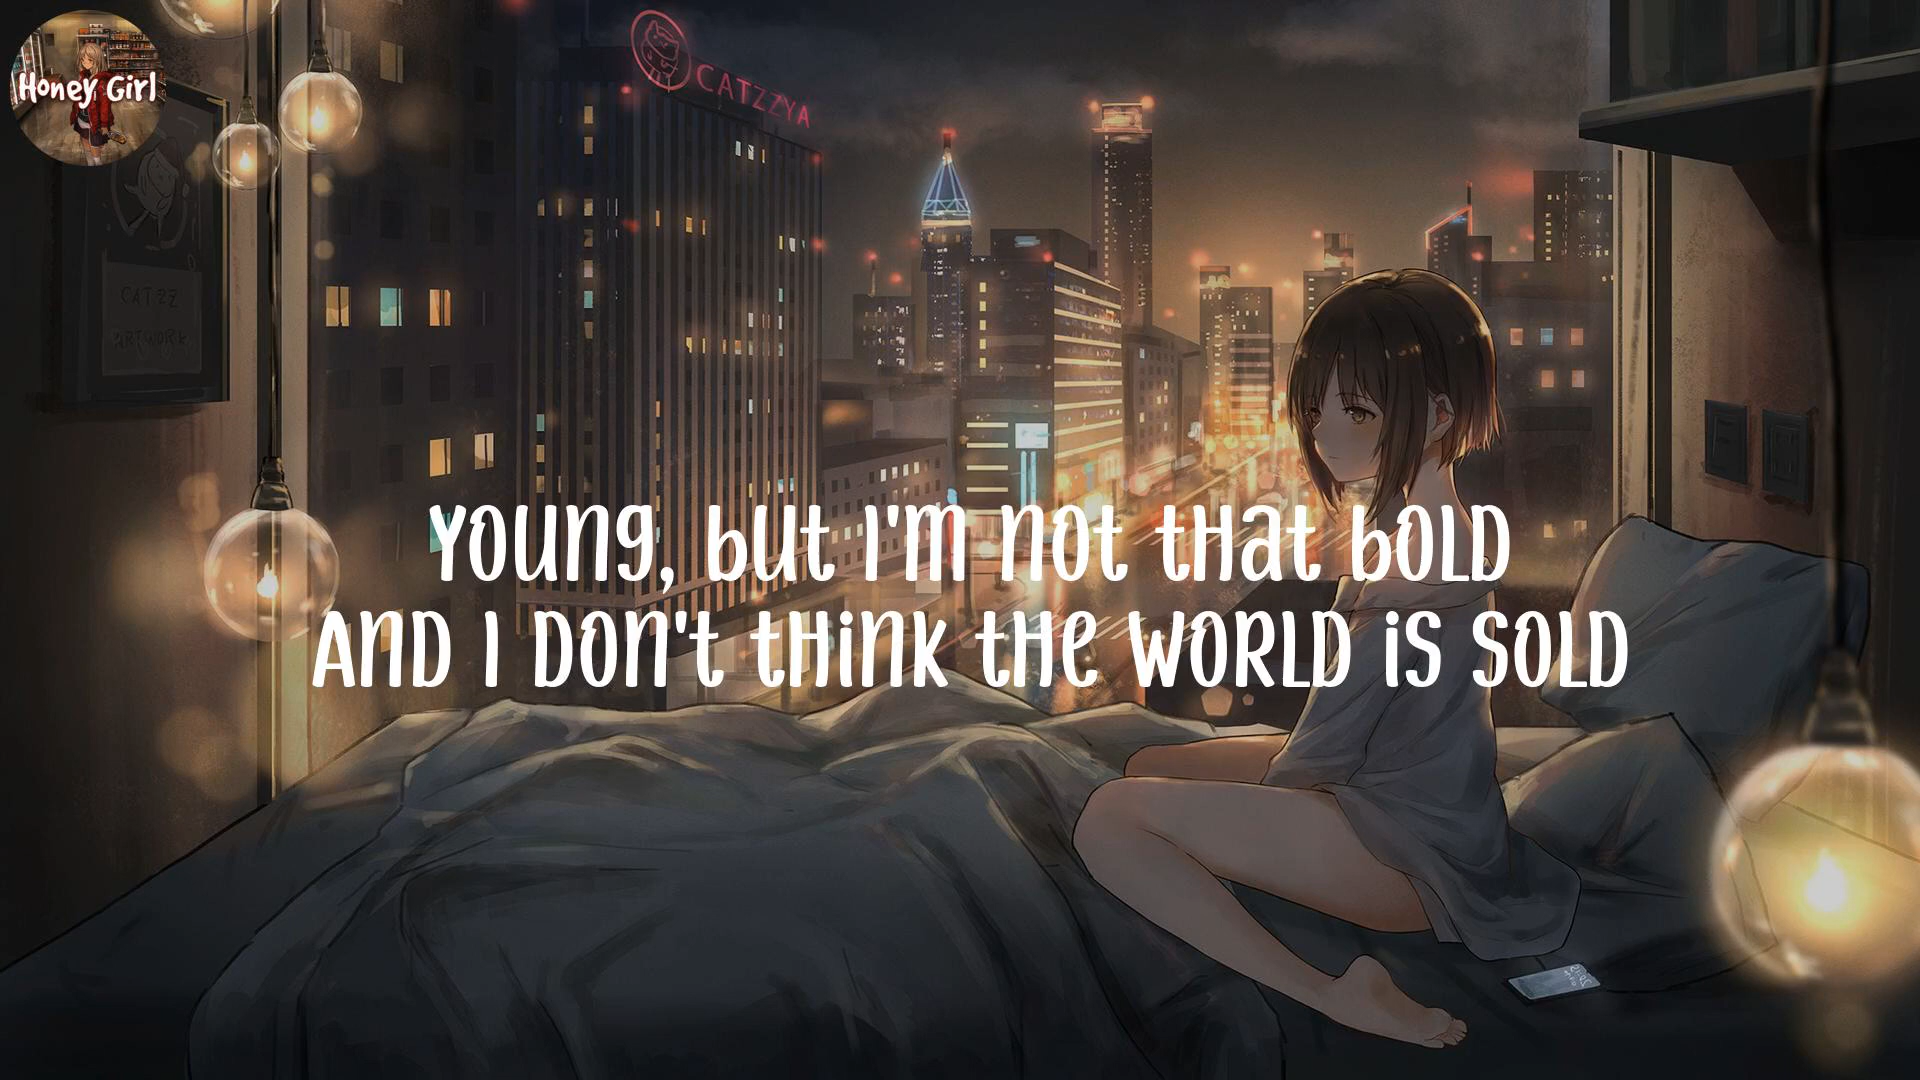 Honey Girl
CATZZYA
CATZZ
ARTWORK
Young, but I'm not that bold
And I don't think the world is sold